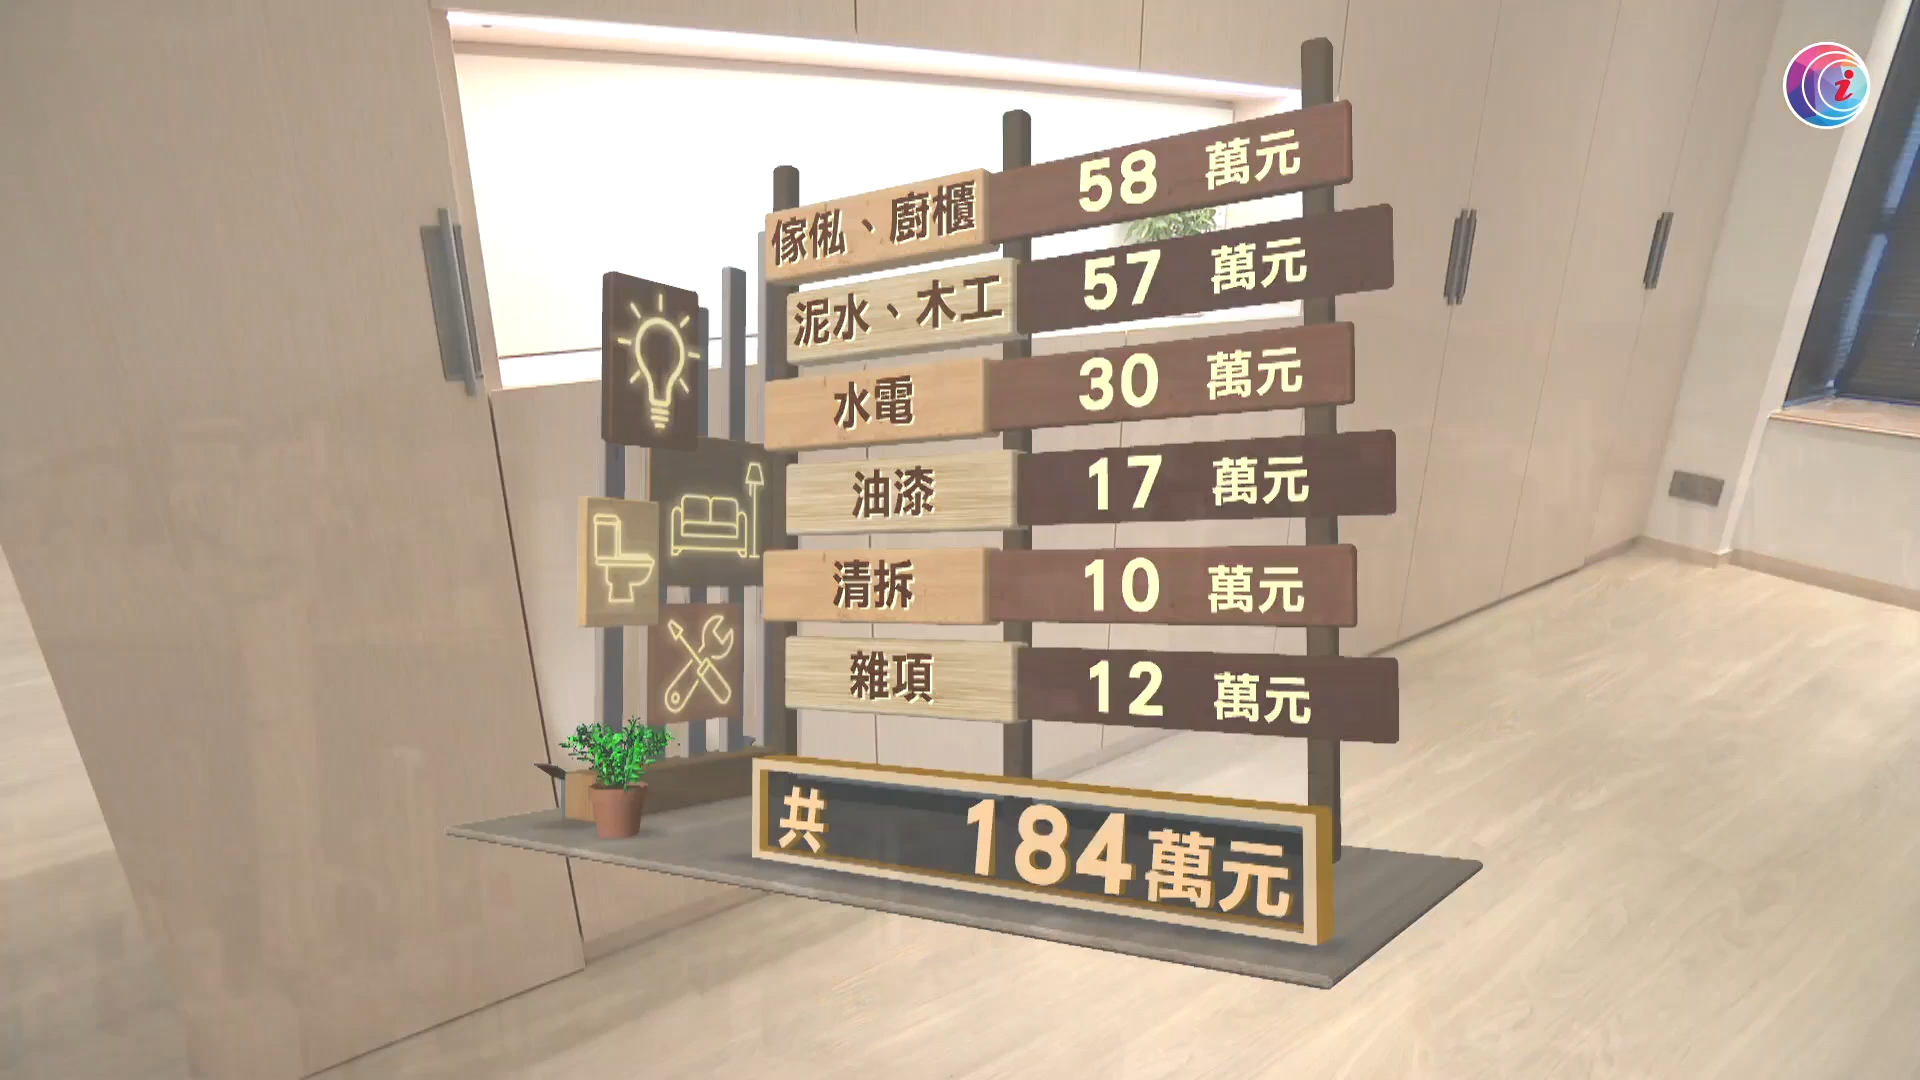 傢俬、廚櫃 58 萬元
泥水、木工 57 萬元
水電 30 萬元
油漆 17 萬元
清拆 10 萬元
雜項 12 萬元
共 184萬元
i